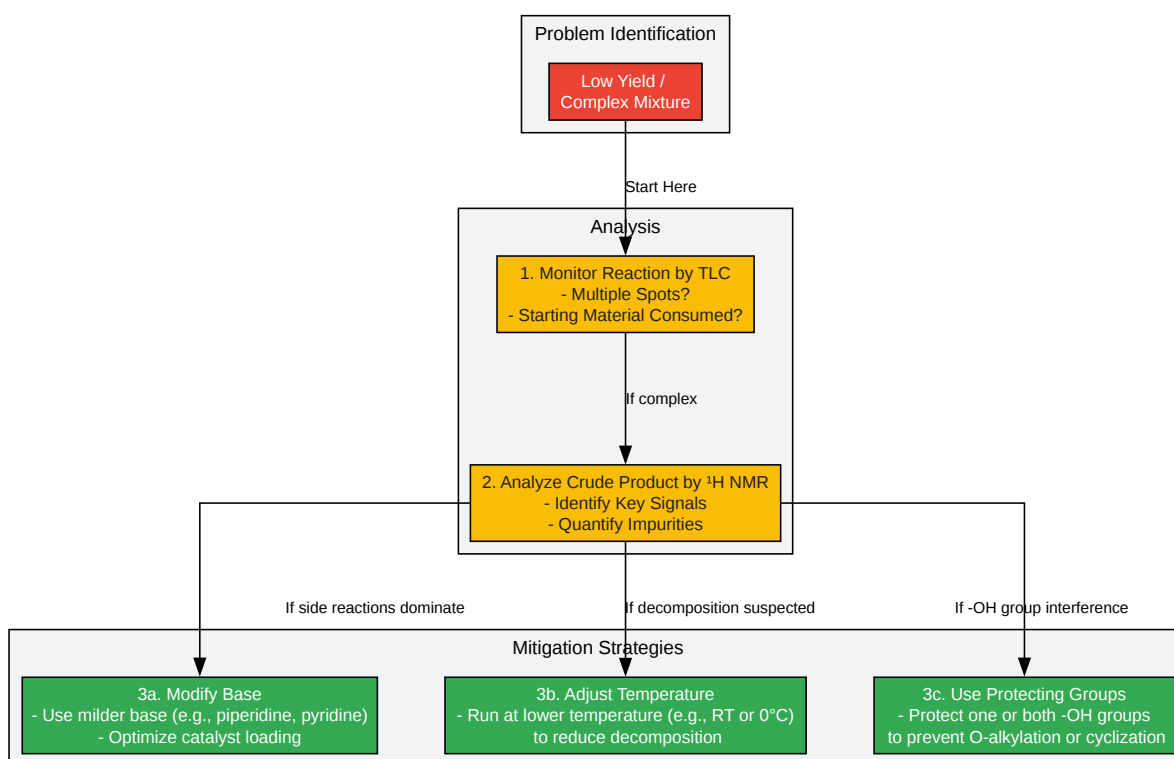 Problem Identification
Low Yield /
Complex Mixture
Start Here
Analysis
1. Monitor Reaction by TLC
- Multiple Spots?
- Starting Material Consumed?
If complex
2. Analyze Crude Product by ¹H NMR
- Identify Key Signals
- Quantify Impurities
If side reactions dominate
If decomposition suspected
If -OH group interference
Mitigation Strategies
3a. Modify Base
- Use milder base (e.g., piperidine, pyridine)
- Optimize catalyst loading
3b. Adjust Temperature
- Run at lower temperature (e.g., RT or 0°C)
to reduce decomposition
3c. Use Protecting Groups
- Protect one or both -OH groups
to prevent O-alkylation or cyclization